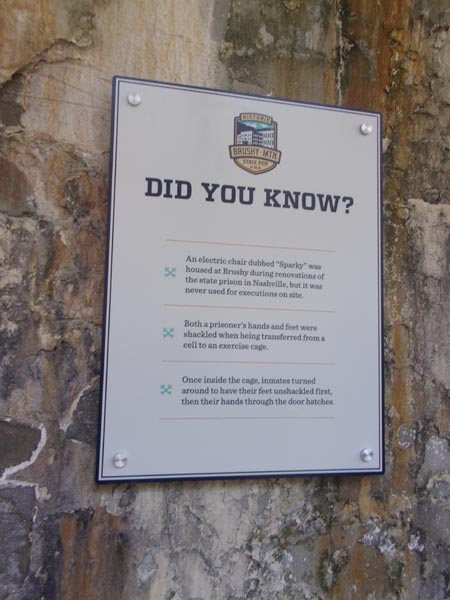 HISTORIC
BRUSHY • MTN
STATE PEN
DID YOU KNOW?
An electric chair dubbed "Sparky" was
housed at Brushy during renovations of
the state prison in Nashville, but it was
never used for executions on site.
Both a prisoner's hands and feet were
shackled when being transferred from a
cell to an exercise cage.
Once inside the cage, inmates turned
around to have their feet unshackled first,
then their hands through the door hatches.